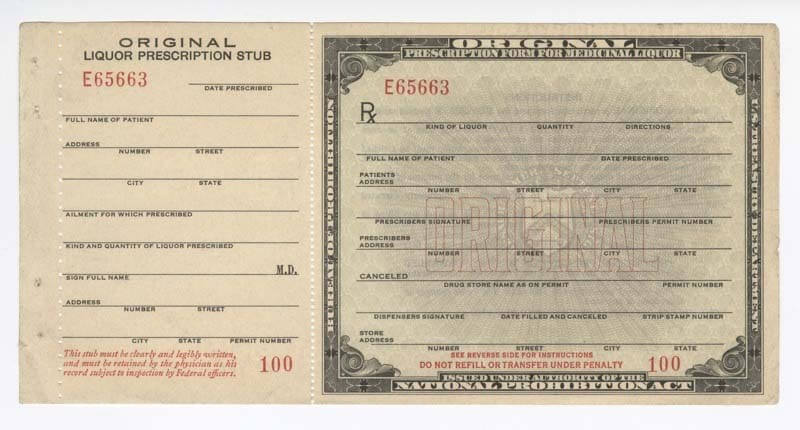 ORIGINAL
LIQUOR PRESCRIPTION STUB
E65663
DATE PRESCRIBED
FULL NAME OF PATIENT
ADDRESS
NUMBER STREET
CITY STATE
AILMENT FOR WHICH PRESCRIBED
KIND AND QUANTITY OF LIQUOR PRESCRIBED
M.D.
SIGN FULL NAME
ADDRESS
NUMBER STREET
CITY STATE PERMIT NUMBER
This stub must be clearly and legibly written,
and must be retained by the physician as his
record subject to inspection by Federal officers.
100
ORIGINAL
PRESCRIPTION FORM FOR MEDICINAL LIQUOR
BUREAU OF PROHIBITION
U.S. TREASURY DEPARTMENT
E65663
℞
KIND OF LIQUOR QUANTITY DIRECTIONS
FULL NAME OF PATIENT DATE PRESCRIBED
PATIENTS
ADDRESS
NUMBER STREET CITY STATE
ORIGINAL
PRESCRIBERS SIGNATURE PRESCRIBERS PERMIT NUMBER
PRESCRIBERS
ADDRESS
NUMBER STREET CITY STATE
CANCELED
DRUG STORE NAME AS ON PERMIT PERMIT NUMBER
DISPENSERS SIGNATURE DATE FILLED AND CANCELED STRIP STAMP NUMBER
STORE
ADDRESS
NUMBER STREET CITY STATE
SEE REVERSE SIDE FOR INSTRUCTIONS
DO NOT REFILL OR TRANSFER UNDER PENALTY
100
ISSUED UNDER AUTHORITY OF THE
NATIONAL PROHIBITION ACT